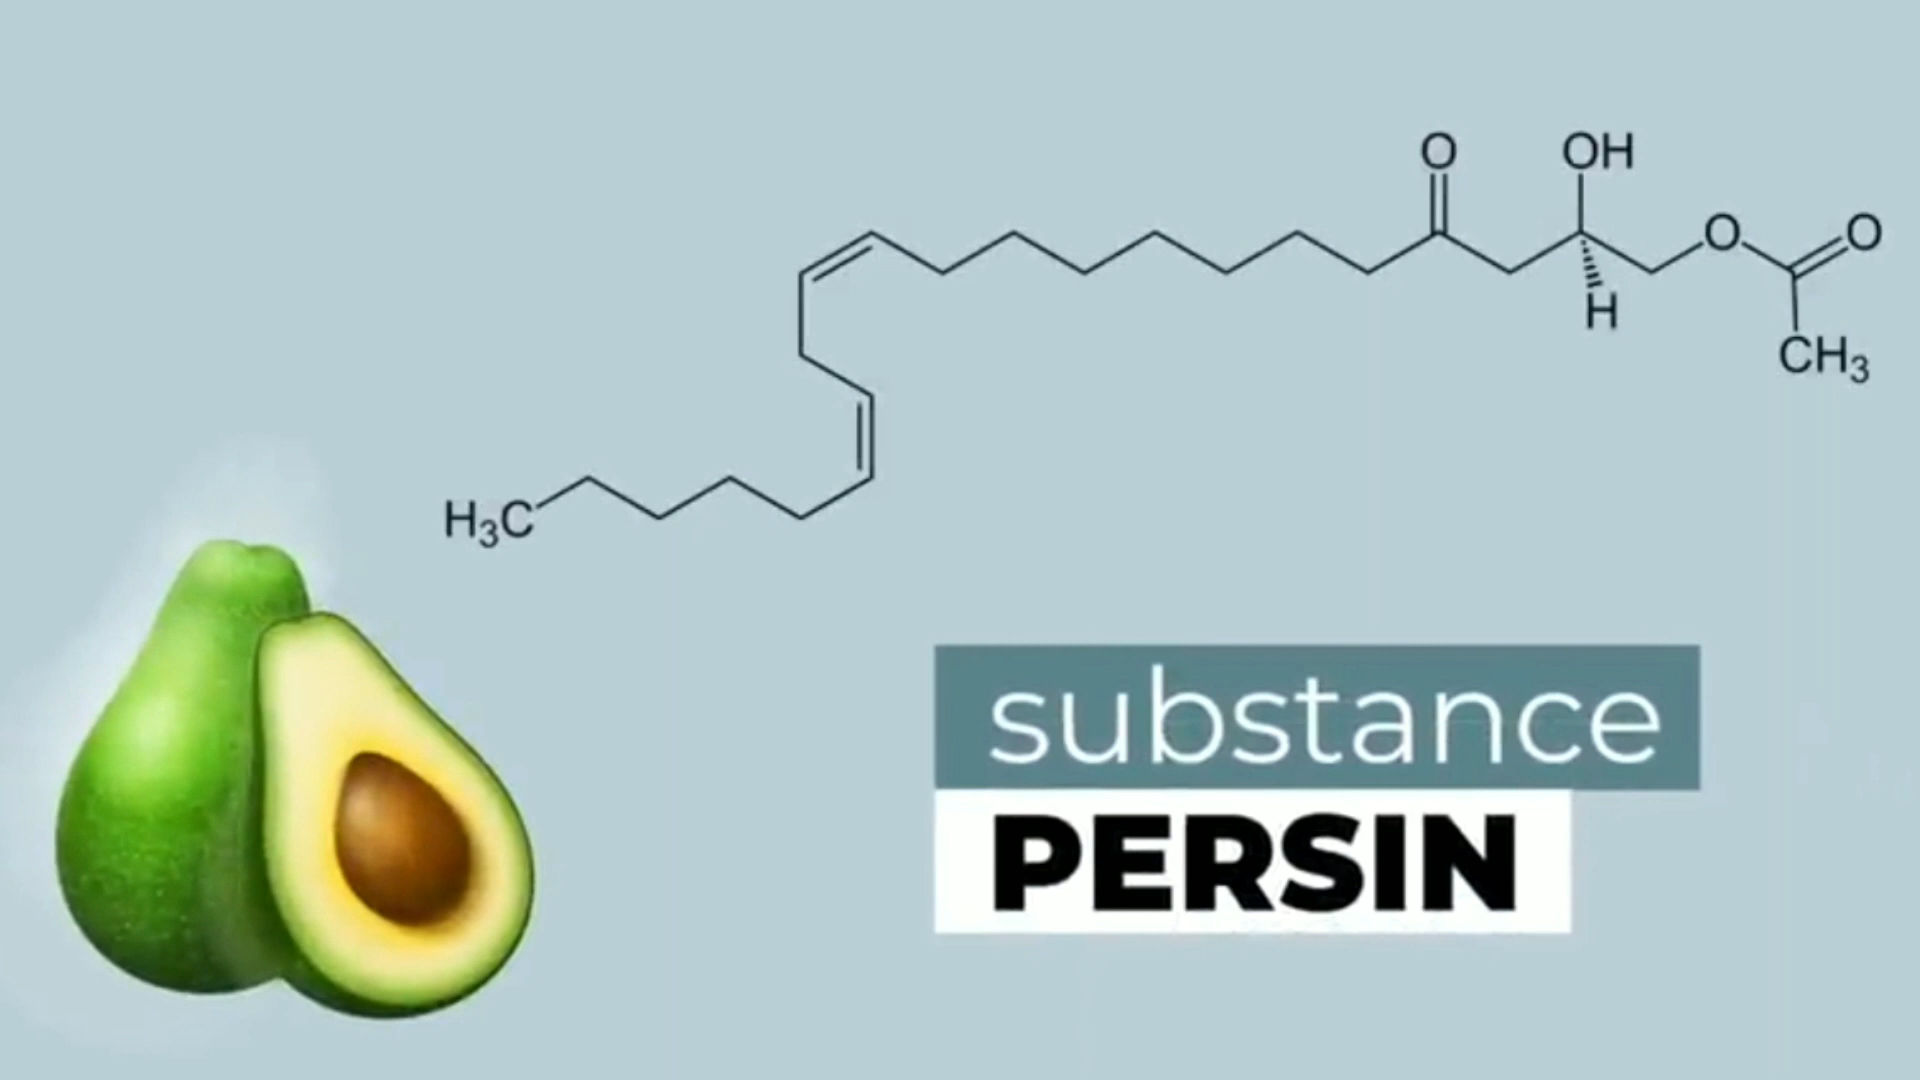 O OH
O O
H
CH₃
H₃C
substance
PERSIN